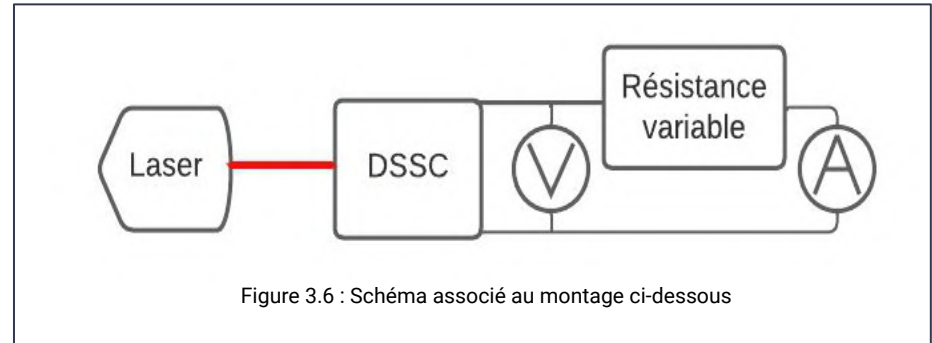 Laser
DSSC
V
Résistance
variable
A
Figure 3.6 : Schéma associé au montage ci-dessous